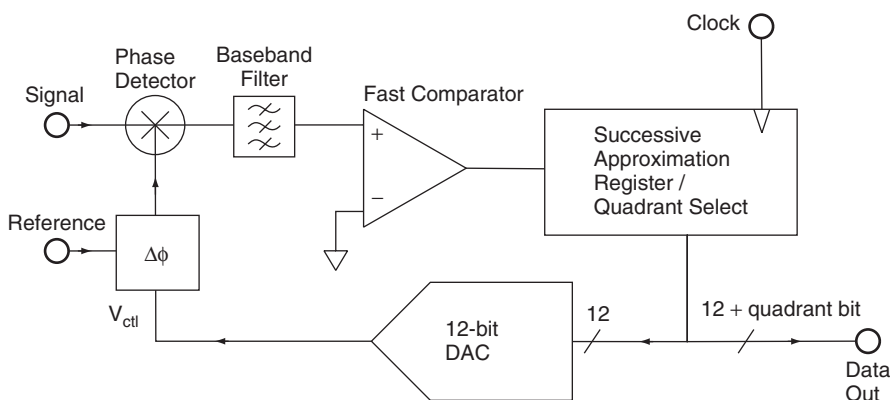 Clock
Phase
Detector
Baseband
Filter
Signal
Fast Comparator
+
−
Successive
Approximation
Register /
Quadrant Select
Reference
Δϕ
Vctl
12-bit
DAC
12
12 + quadrant bit
Data
Out